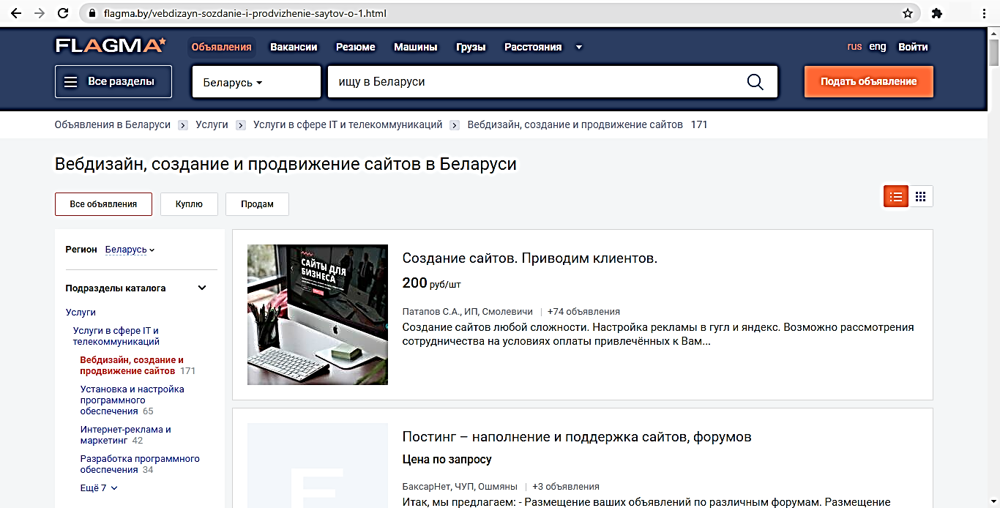 flagma.by/vebdizayn-sozdanie-i-prodvizhenie-saytov-o-1.html
FLAGMA
Объявления Вакансии Резюме Машины Грузы Расстояния
rus eng Войти
Все разделы
Беларусь
ищу в Беларуси
Подать объявление
Объявления в Беларуси > Услуги > Услуги в сфере IT и телекоммуникаций > Вебдизайн, создание и продвижение сайтов 171
Вебдизайн, создание и продвижение сайтов в Беларуси
Все объявления Куплю Продам
Регион Беларусь
Подразделы каталога
Услуги
Услуги в сфере IT и
телекоммуникаций
Вебдизайн, создание и
продвижение сайтов 171
Установка и настройка
программного
обеспечения 65
Интернет-реклама и
маркетинг 42
Разработка программного
обеспечения 34
Ещё 7
САЙТЫ ДЛЯ
БИЗНЕСА
Создание сайтов. Приводим клиентов.
200 руб/шт
Патапов С.А., ИП, Смолевичи | +74 объявления
Создание сайтов любой сложности. Настройка рекламы в гугл и яндекс. Возможно рассмотрения
сотрудничества на условиях оплаты привлечённых к Вам...
Постинг – наполнение и поддержка сайтов, форумов
Цена по запросу
БаксарНет, ЧУП, Ошмяны | +3 объявления
Итак, мы предлагаем: - Размещение ваших объявлений по различным форумам. Размещение